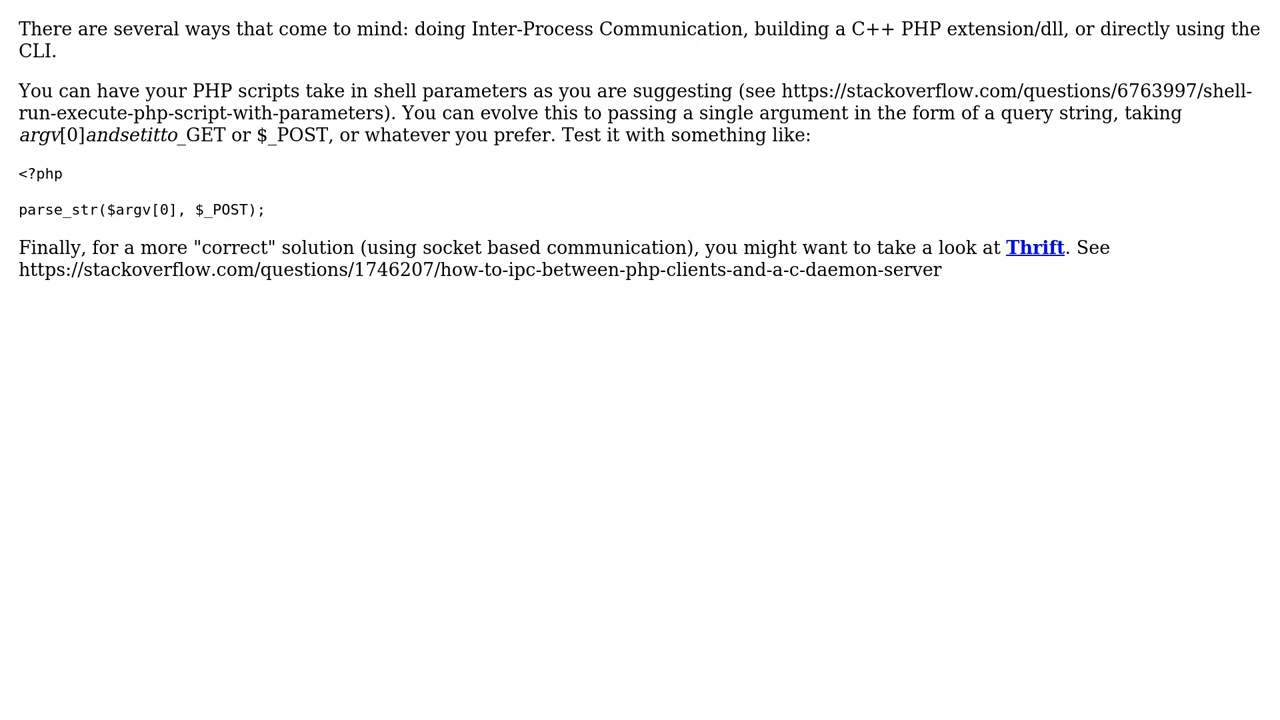 There are several ways that come to mind: doing Inter-Process Communication, building a C++ PHP extension/dll, or directly using the
CLI.
You can have your PHP scripts take in shell parameters as you are suggesting (see https://stackoverflow.com/questions/6763997/shell-
run-execute-php-script-with-parameters). You can evolve this to passing a single argument in the form of a query string, taking
argv[0]andsetitto_GET or $_POST, or whatever you prefer. Test it with something like:
<?php
parse_str($argv[0], $_POST);
Finally, for a more "correct" solution (using socket based communication), you might want to take a look at Thrift. See
https://stackoverflow.com/questions/1746207/how-to-ipc-between-php-clients-and-a-c-daemon-server